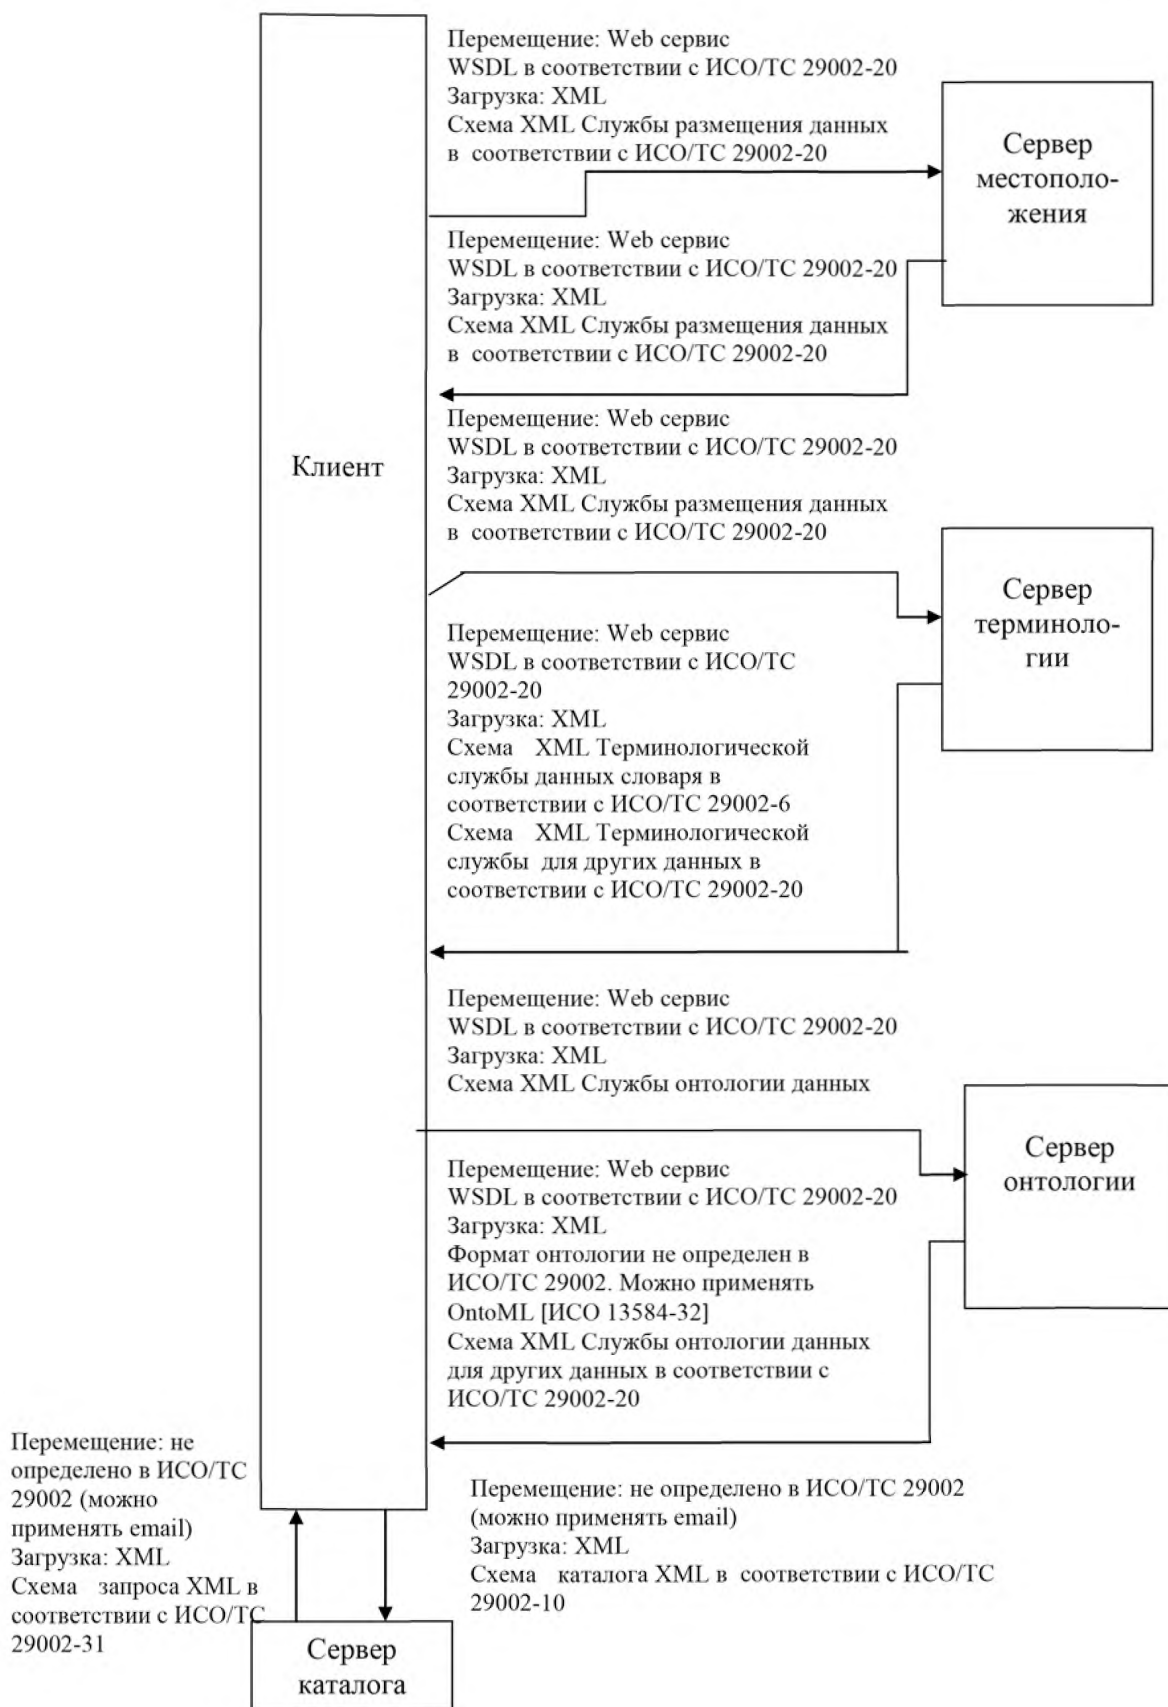 Перемещение: Web сервис
WSDL в соответствии с ИСО/ТС 29002-20
Загрузка: XML
Схема XML Службы размещения данных
в соответствии с ИСО/ТС 29002-20
Сервер
местополо-
жения
Перемещение: Web сервис
WSDL в соответствии с ИСО/ТС 29002-20
Загрузка: XML
Схема XML Службы размещения данных
в соответствии с ИСО/ТС 29002-20
Клиент
Перемещение: Web сервис
WSDL в соответствии с ИСО/ТС 29002-20
Загрузка: XML
Схема XML Службы размещения данных
в соответствии с ИСО/ТС 29002-20
Сервер
терминоло-
гии
Перемещение: Web сервис
WSDL в соответствии с ИСО/ТС
29002-20
Загрузка: XML
Схема XML Терминологической
службы данных словаря в
соответствии с ИСО/ТС 29002-6
Схема XML Терминологической
службы для других данных в
соответствии с ИСО/ТС 29002-20
Перемещение: Web сервис
WSDL в соответствии с ИСО/ТС 29002-20
Загрузка: XML
Схема XML Службы онтологии данных
Сервер
онтологии
Перемещение: Web сервис
WSDL в соответствии с ИСО/ТС 29002-20
Загрузка: XML
Формат онтологии не определен в
ИСО/ТС 29002. Можно применять
OntoML [ИСО 13584-32]
Схема XML Службы онтологии данных
для других данных в соответствии с
ИСО/ТС 29002-20
Перемещение: не
определено в ИСО/ТС
29002 (можно
применять email)
Загрузка: XML
Схема запроса XML в
соответствии с ИСО/ТС
29002-31
Перемещение: не определено в ИСО/ТС 29002
(можно применять email)
Загрузка: XML
Схема каталога XML в соответствии с ИСО/ТС
29002-10
Сервер
каталога